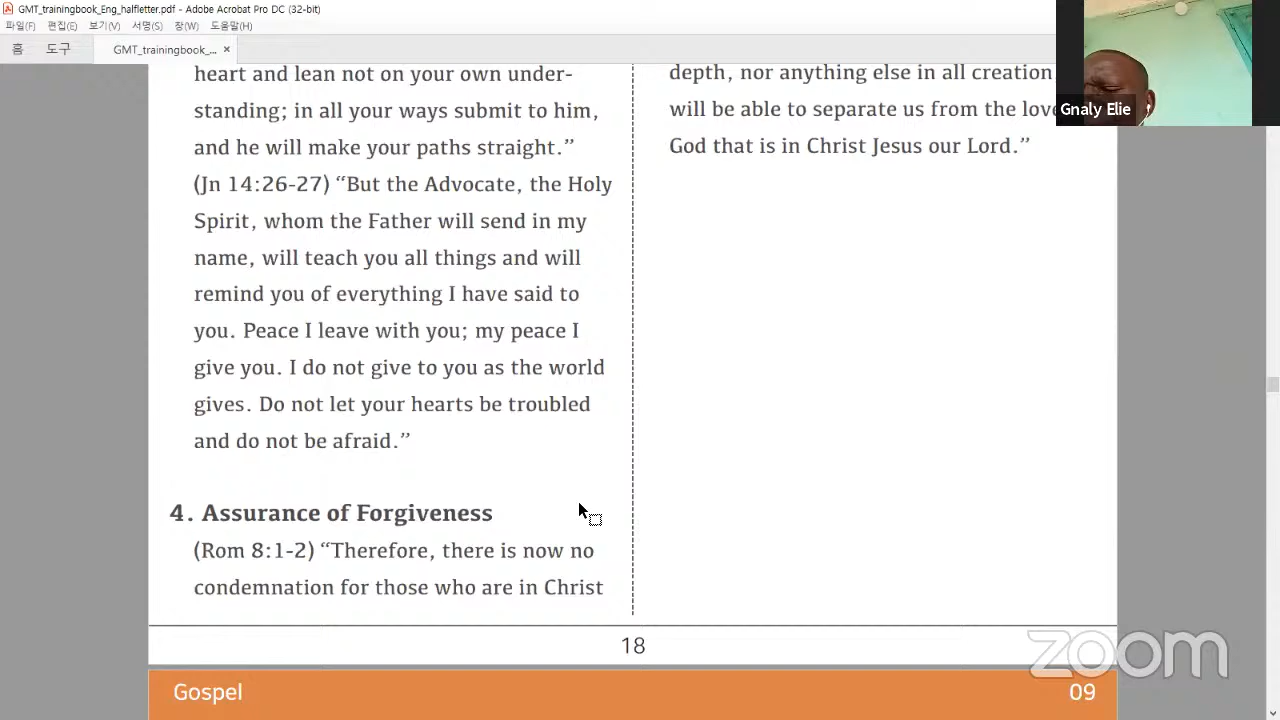 GMT_trainingbook_Eng_halfletter.pdf - Adobe Acrobat Pro DC (32-bit)
파일(F) 편집(E) 보기(V) 서명(S) 창(W) 도움말(H)
홈 도구 GMT_trainingbook_... ×
heart and lean not on your own under-
standing; in all your ways submit to him,
and he will make your paths straight.”
(Jn 14:26-27) “But the Advocate, the Holy
Spirit, whom the Father will send in my
name, will teach you all things and will
remind you of everything I have said to
you. Peace I leave with you; my peace I
give you. I do not give to you as the world
gives. Do not let your hearts be troubled
and do not be afraid.”
4. Assurance of Forgiveness
(Rom 8:1-2) “Therefore, there is now no
condemnation for those who are in Christ
depth, nor anything else in all creation
will be able to separate us from the love
God that is in Christ Jesus our Lord.”
Gnaly Elie
18
zoom
Gospel 09